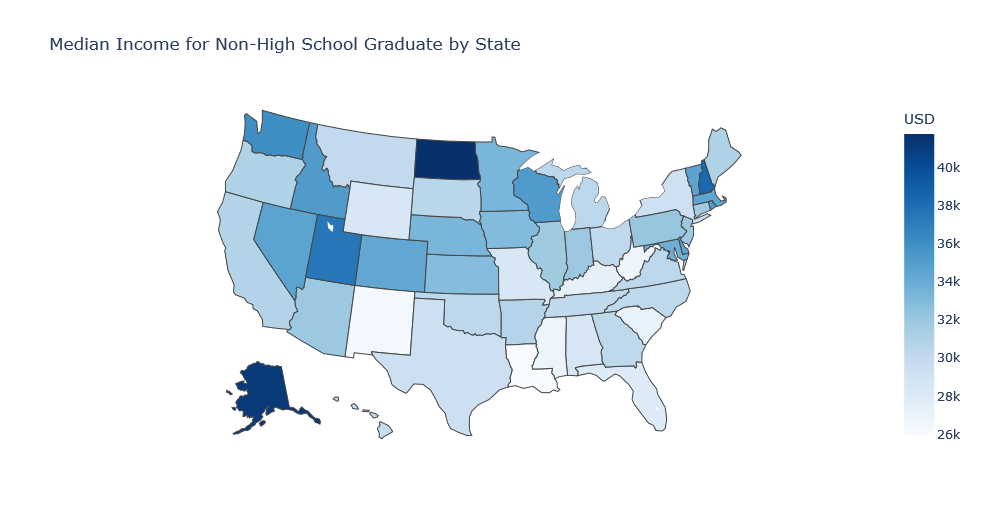 Median Income for Non-High School Graduate by State
USD
40k
38k
36k
34k
32k
30k
28k
26k